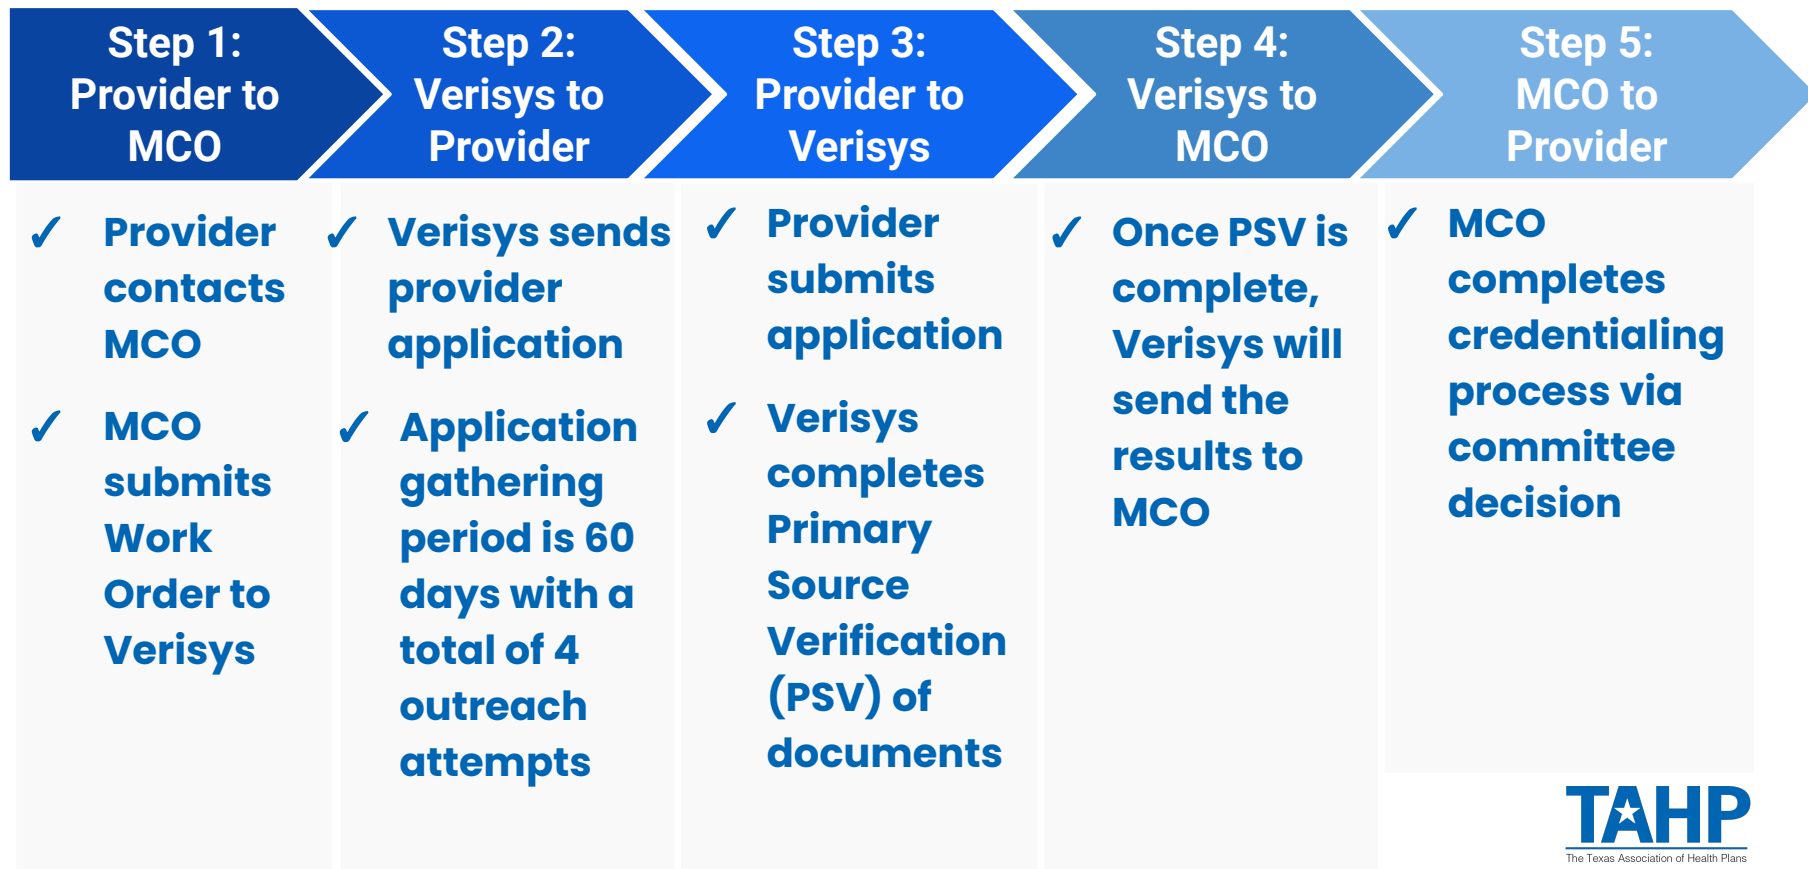 Step 1:
Provider to
MCO
Step 2:
Verisys to
Provider
Step 3:
Provider to
Verisys
Step 4:
Verisys to
MCO
Step 5:
MCO to
Provider
✓ Provider
contacts
MCO
✓ MCO
submits
Work
Order to
Verisys
✓ Verisys sends
provider
application
✓ Application
gathering
period is 60
days with a
total of 4
outreach
attempts
✓ Provider
submits
application
✓ Verisys
completes
Primary
Source
Verification
(PSV) of
documents
✓ Once PSV is
complete,
Verisys will
send the
results to
MCO
✓ MCO
completes
credentialing
process via
committee
decision
TAHP
The Texas Association of Health Plans